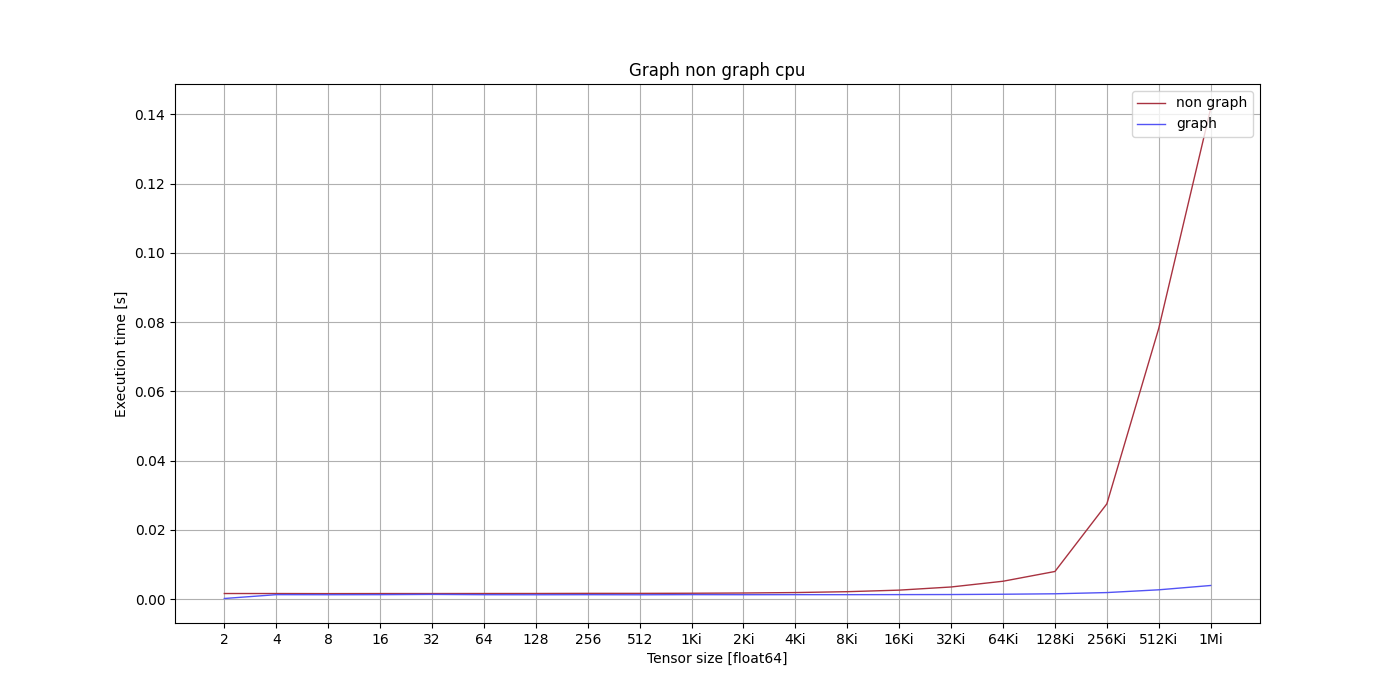 Graph non graph cpu
non graph
graph
0.14
0.12
0.10
0.08
0.06
0.04
0.02
0.00
Execution time [s]
2 4 8 16 32 64 128 256 512 1Ki 2Ki 4Ki 8Ki 16Ki 32Ki 64Ki 128Ki 256Ki 512Ki 1Mi
Tensor size [float64]